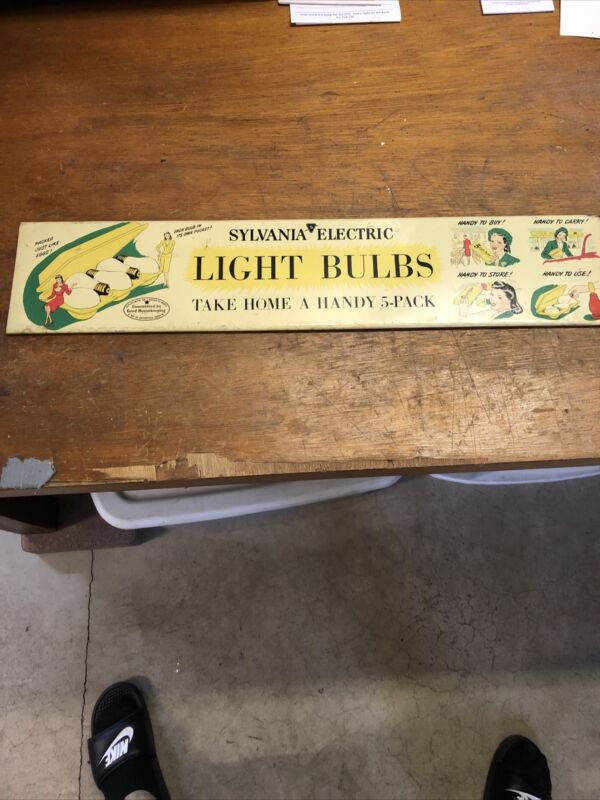 PACKED
JUST LIKE
EGGS!
EACH BULB IN
ITS OWN POCKET!
Guaranteed by
Good Housekeeping
SYLVANIA ELECTRIC
LIGHT BULBS
TAKE HOME A HANDY 5-PACK
HANDY TO BUY!
HANDY TO CARRY!
HANDY TO STORE!
HANDY TO USE!
NIKE